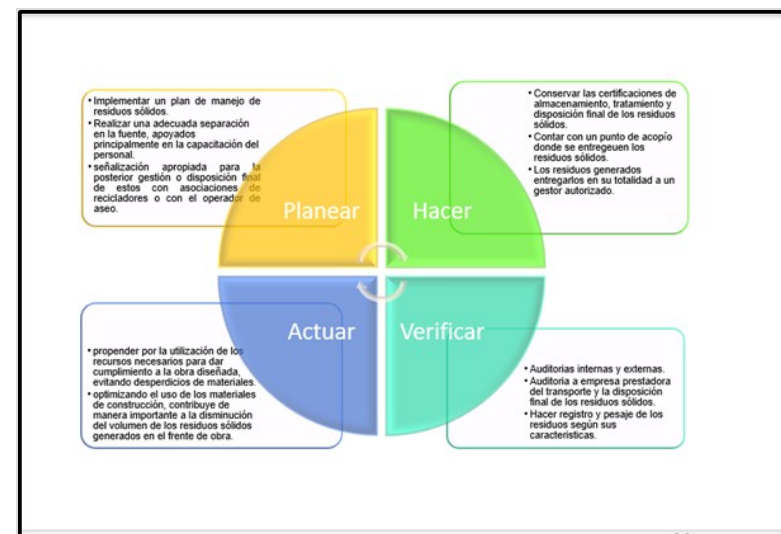 • Implementar un plan de manejo de
residuos sólidos.
• Realizar una adecuada separación
en la fuente, apoyados
principalmente en la capacitación del
personal.
• señalización apropiada para la
posterior gestión o disposición final
de estos con asociaciones de
recicladores o con el operador de
aseo.
Planear
• Conservar las certificaciones de
almacenamiento, tratamiento y
disposición final de los residuos
sólidos.
• Contar con un punto de acopío
donde se entregeuen los
residuos sólidos.
• Los residuos generados
entregarlos en su totalidad a un
gestor autorizado.
Hacer
Actuar
• propender por la utilización de los
recursos necesarios para dar
cumplimiento a la obra diseñada,
evitando desperdicios de materiales.
• optimizando el uso de los materiales
de construcción, contribuye de
manera importante a la disminución
del volumen de los residuos sólidos
generados en el frente de obra.
Verificar
• Auditorias internas y externas.
• Auditoria a empresa prestadora
del transporte y la disposición
final de los residuos sólidos.
• Hacer registro y pesaje de los
residuos según sus
caracteristicas.